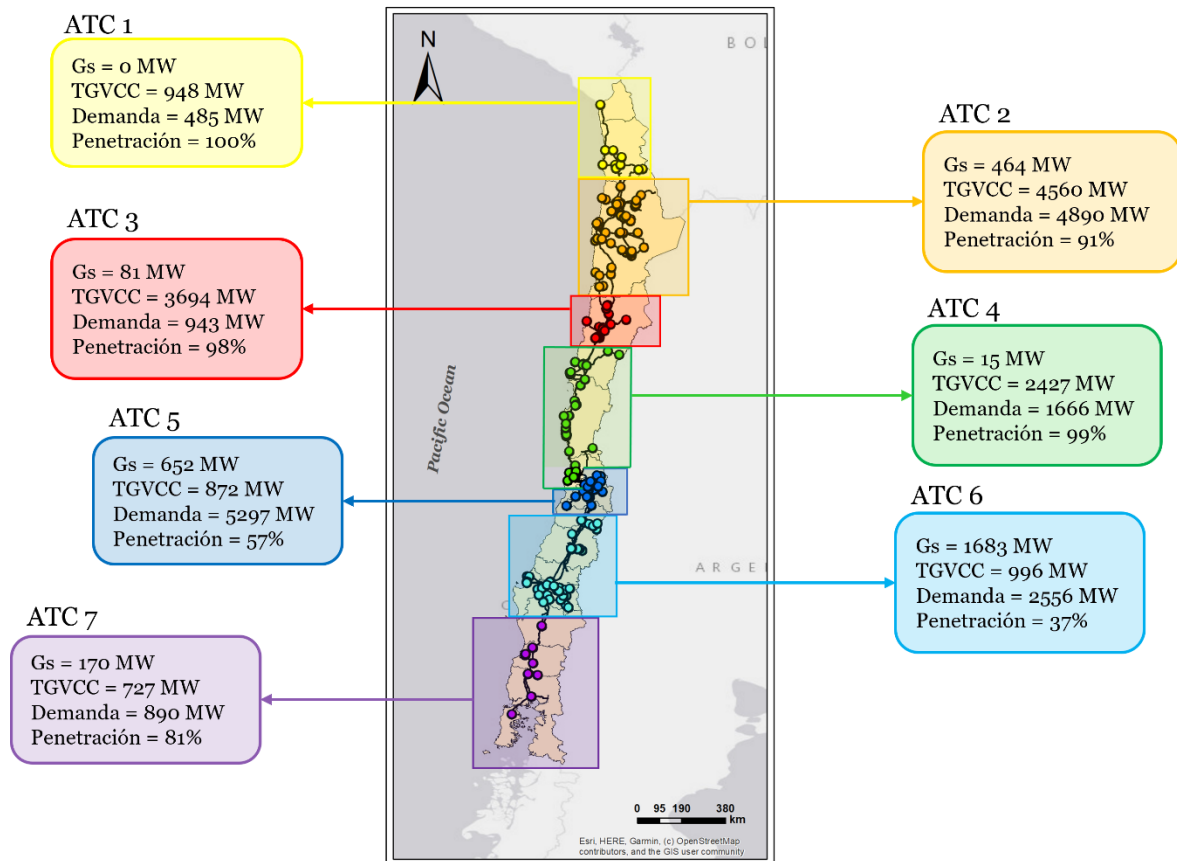 ATC 1
Gs = 0 MW
TGVCC = 948 MW
Demanda = 485 MW
Penetración = 100%
ATC 2
Gs = 464 MW
TGVCC = 4560 MW
Demanda = 4890 MW
Penetración = 91%
ATC 3
Gs = 81 MW
TGVCC = 3694 MW
Demanda = 943 MW
Penetración = 98%
ATC 4
Gs = 15 MW
TGVCC = 2427 MW
Demanda = 1666 MW
Penetración = 99%
ATC 5
Gs = 652 MW
TGVCC = 872 MW
Demanda = 5297 MW
Penetración = 57%
ATC 6
Gs = 1683 MW
TGVCC = 996 MW
Demanda = 2556 MW
Penetración = 37%
ATC 7
Gs = 170 MW
TGVCC = 727 MW
Demanda = 890 MW
Penetración = 81%
N
BOL
Pacific Ocean
ARGEN
0 95 190 380
km
Esri, HERE, Garmin, (c) OpenStreetMap
contributors, and the GIS user community